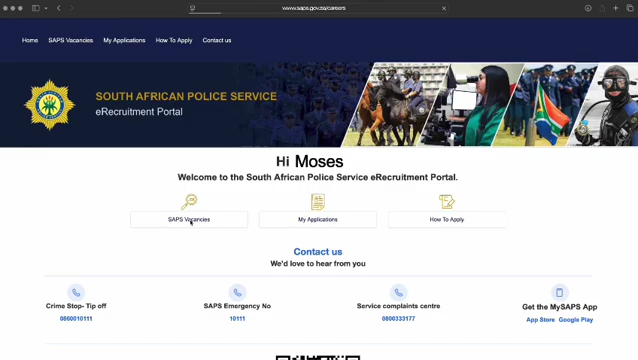 www.saps.gov.za/careers
Home SAPS Vacancies My Applications How To Apply Contact us
SOUTH AFRICAN POLICE SERVICE
eRecruitment Portal
Hi Moses
Welcome to the South African Police Service eRecruitment Portal.
SAPS Vacancies My Applications How To Apply
Contact us
We'd love to hear from you
Crime Stop- Tip off SAPS Emergency No Service complaints centre Get the MySAPS App
0860010111 10111 0800333177 App Store Google Play